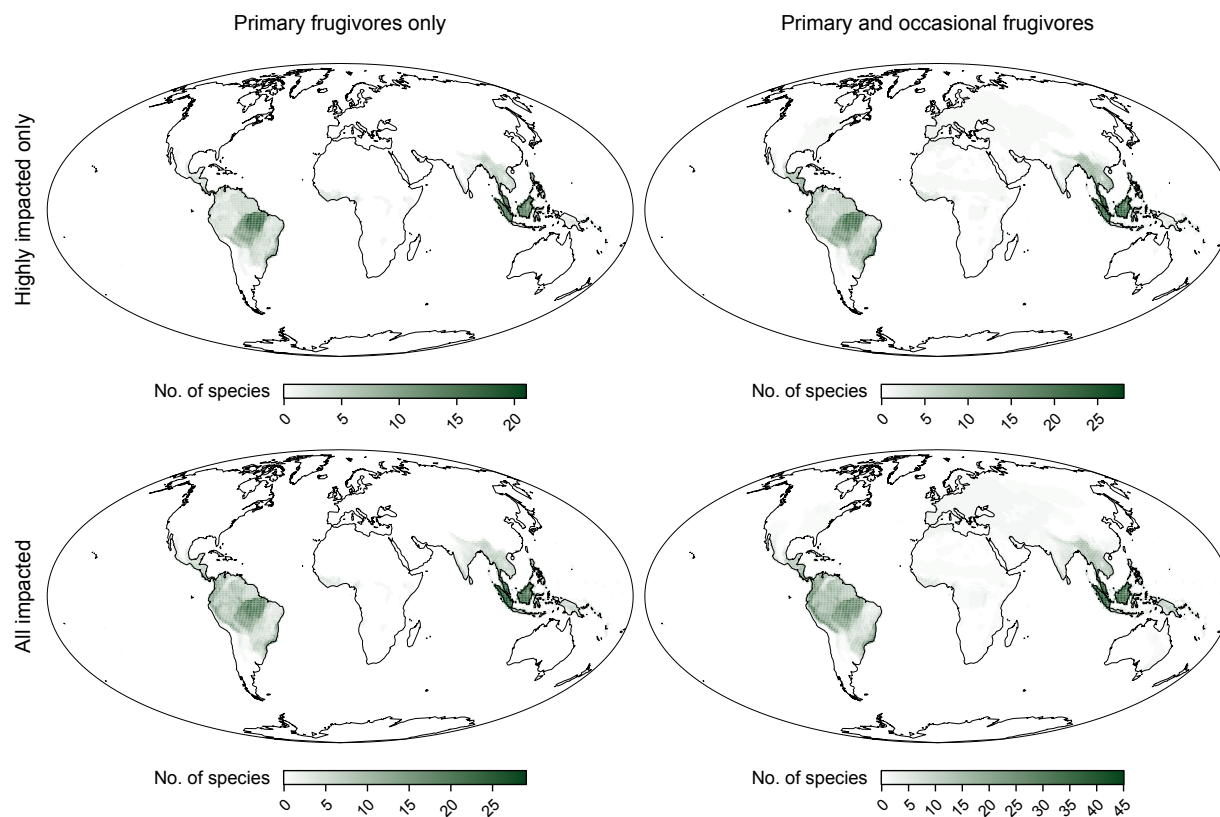 Primary frugivores only
Primary and occasional frugivores
Highly impacted only
No. of species
0 5 10 15 20
No. of species
0 5 10 15 20 25
All impacted
No. of species
0 5 10 15 20 25
No. of species
0 5 10 15 20 25 30 35 40 45